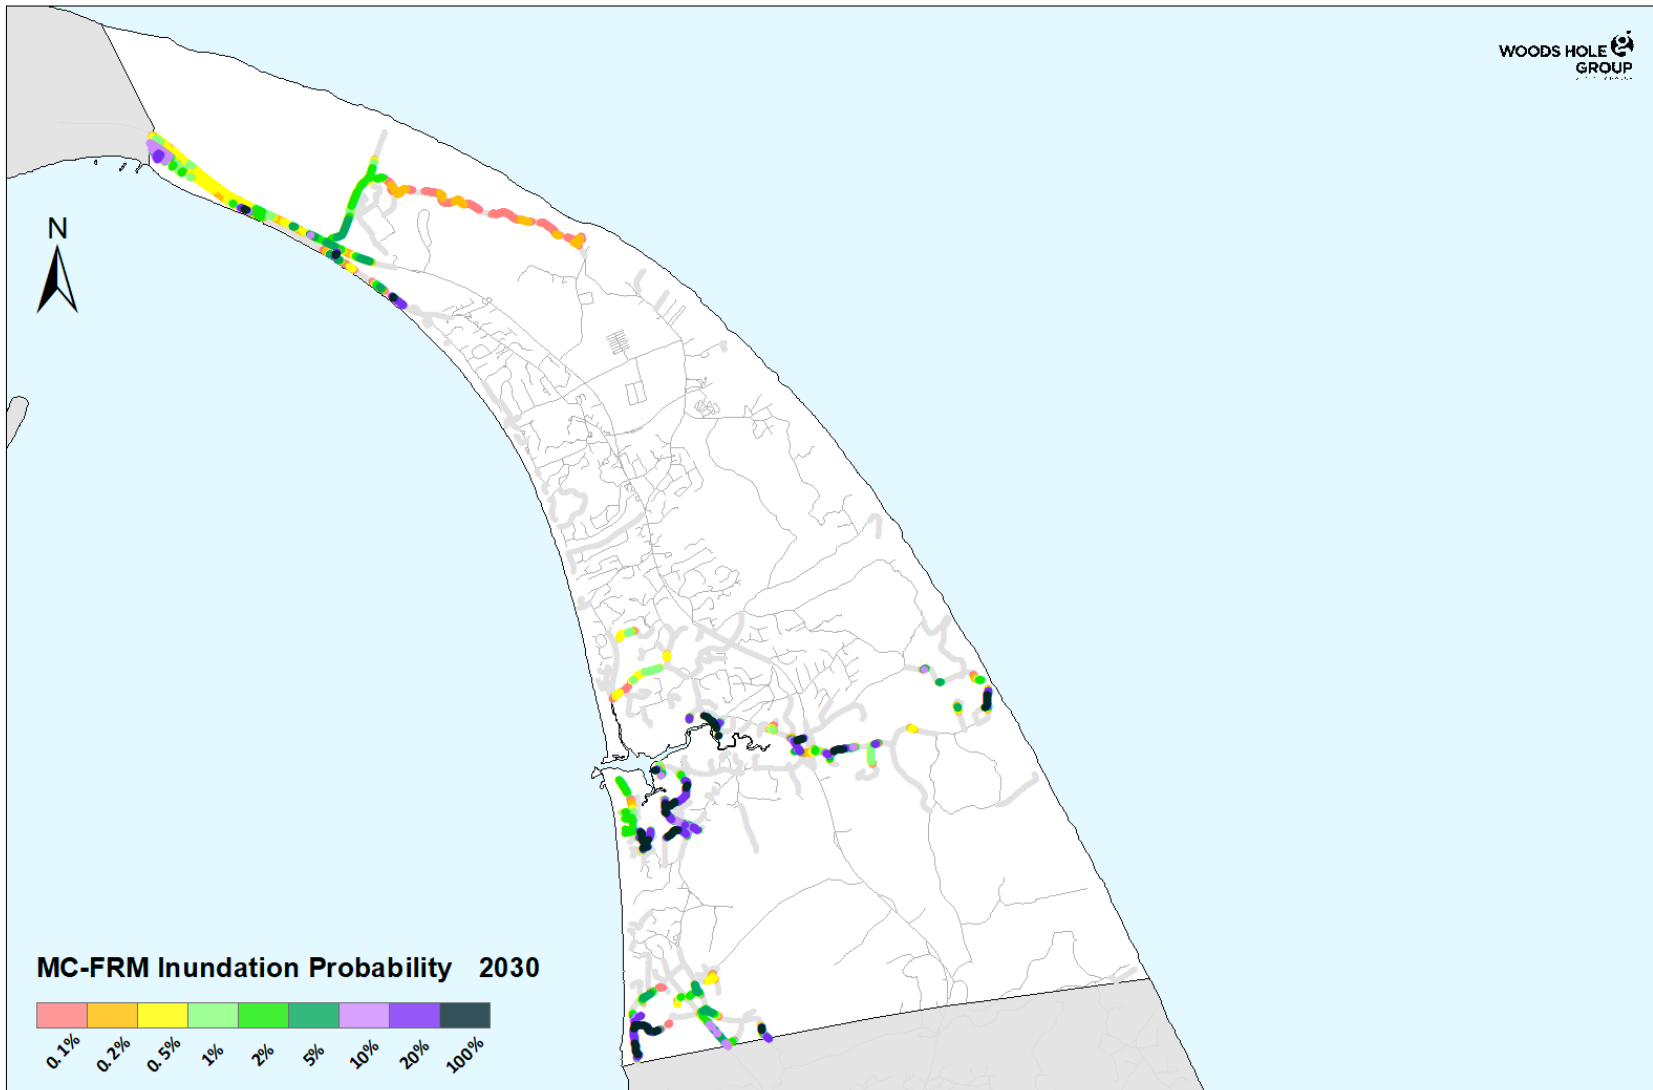 WOODS HOLE
GROUP
N
MC-FRM Inundation Probability 2030
0.1% 0.2% 0.5% 1% 2% 5% 10% 20% 100%